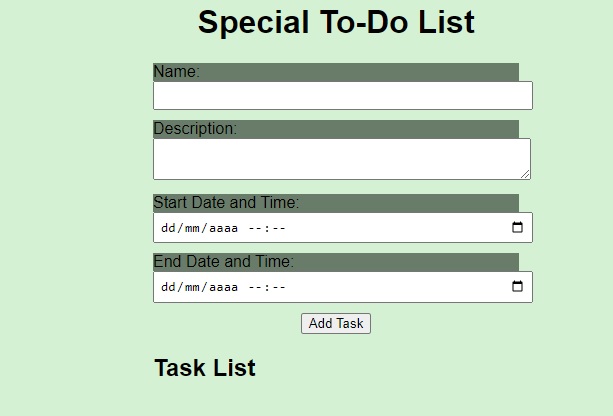 Special To-Do List
Name:
Description:
Start Date and Time:
dd/mm/aaaa --:--
End Date and Time:
dd/mm/aaaa --:--
Add Task
Task List